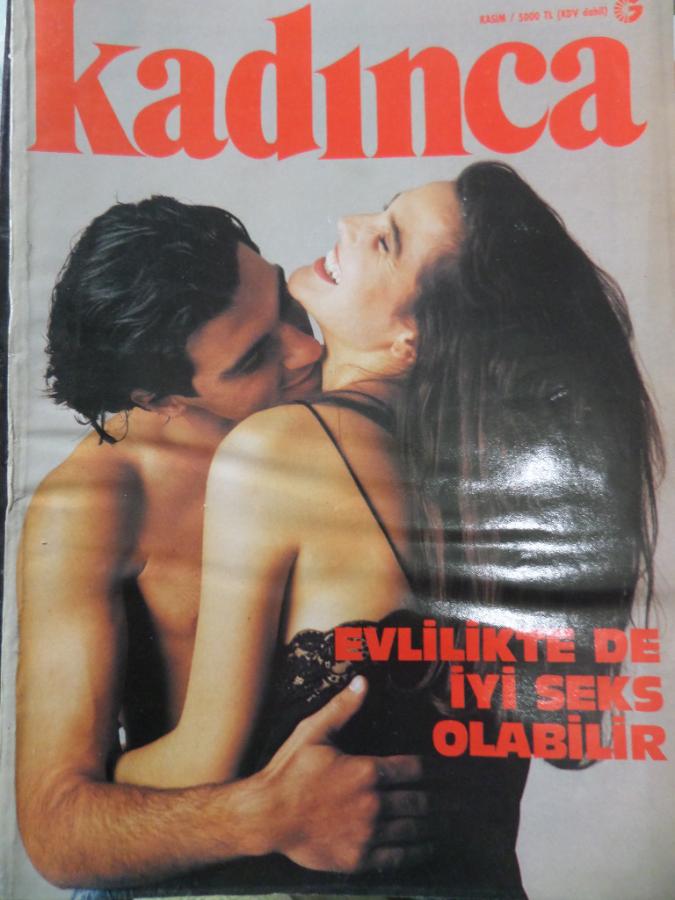 KASIM / 5000 TL (KDV dahil)
kadınca
EVLİLİKTE DE
İYİ SEKS
OLABİLİR